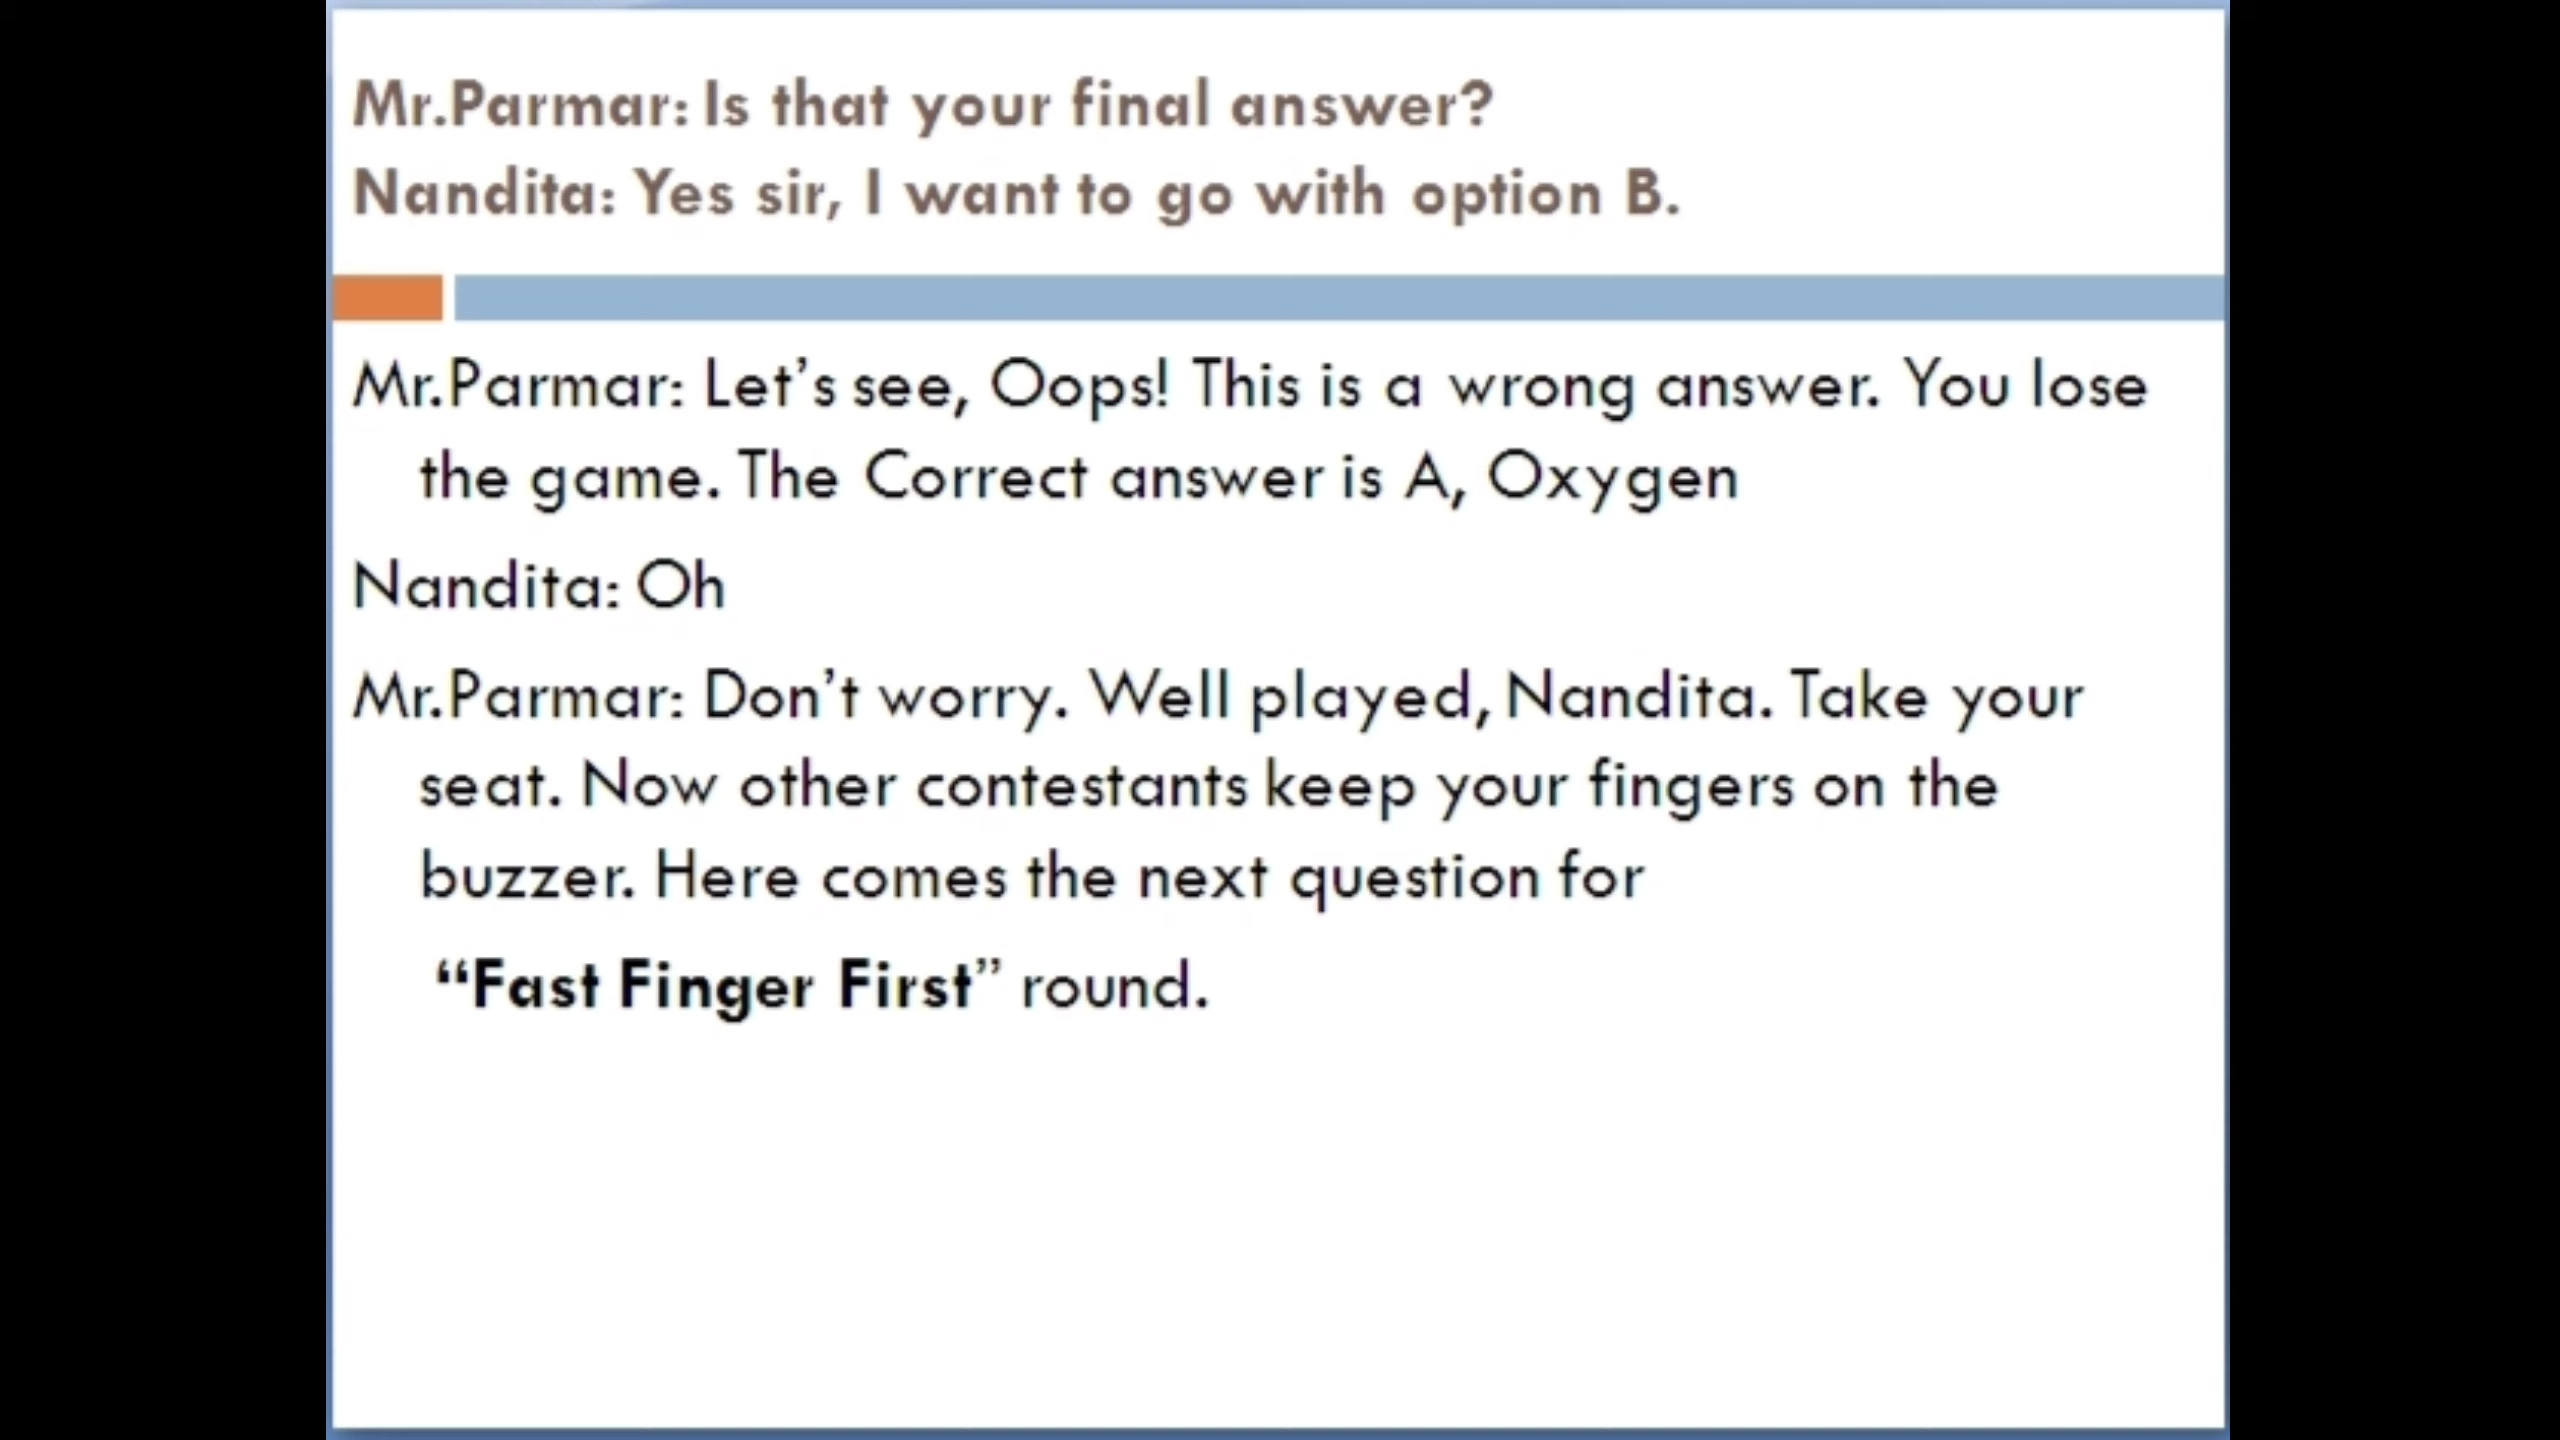 Mr.Parmar: Is that your final answer?
Nandita: Yes sir, I want to go with option B.
Mr.Parmar: Let’s see, Oops! This is a wrong answer. You lose
the game. The Correct answer is A, Oxygen
Nandita: Oh
Mr.Parmar: Don’t worry. Well played, Nandita. Take your
seat. Now other contestants keep your fingers on the
buzzer. Here comes the next question for
“Fast Finger First” round.